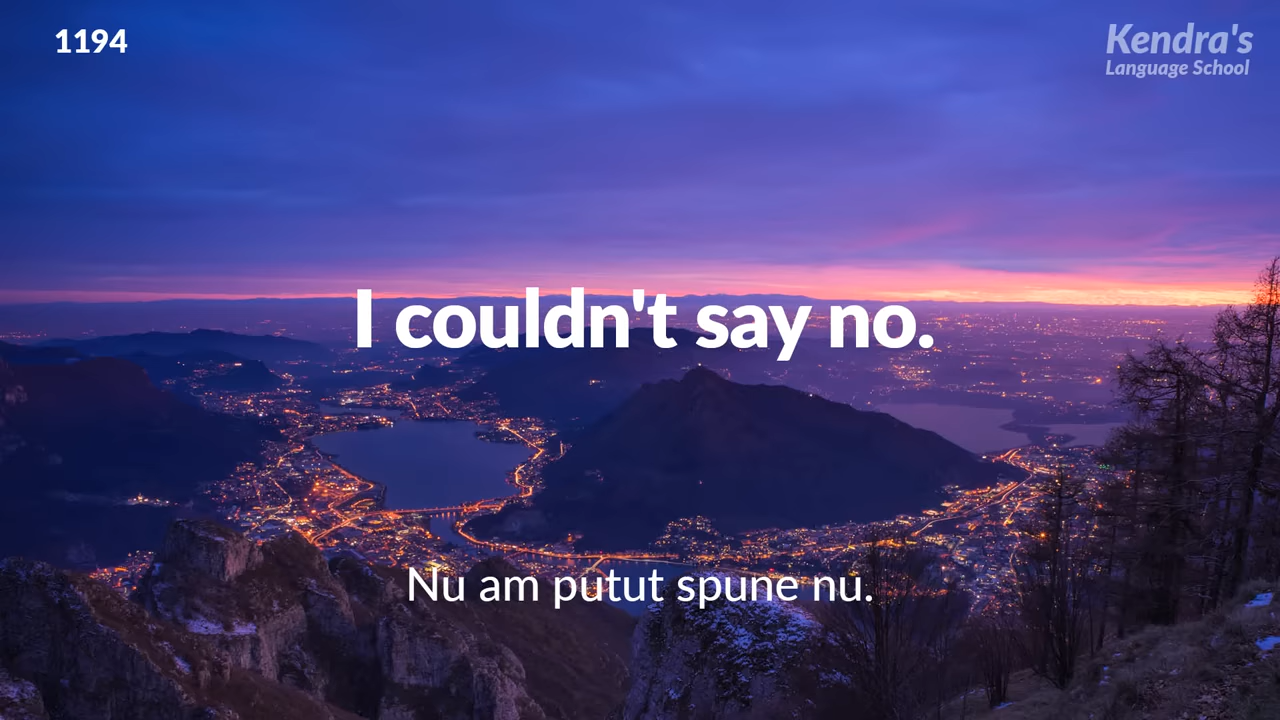 1194
Kendra's
Language School
I couldn't say no.
Nu am putut spune nu.